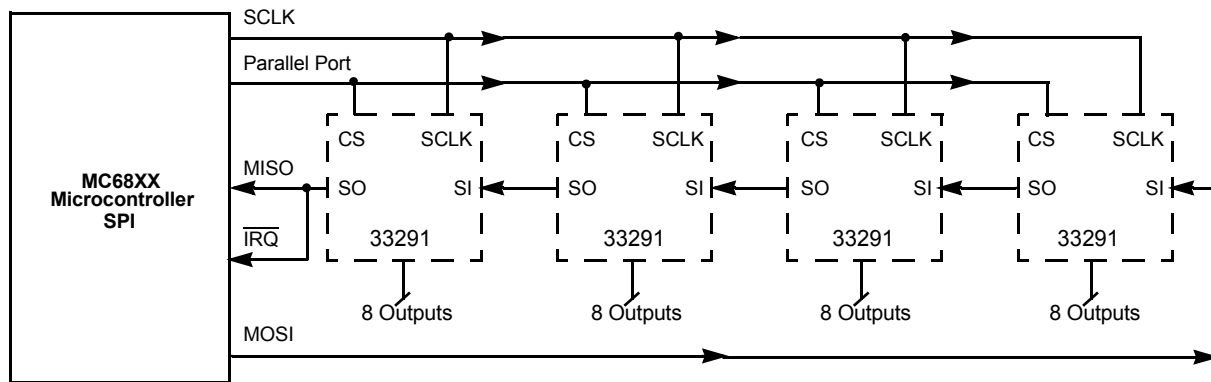 SCLK
Parallel Port
CS SCLK CS SCLK CS SCLK CS SCLK
MC68XX
Microcontroller
SPI
MISO
SO SI SO SI SO SI SO SI
IRQ
33291 33291 33291 33291
8 Outputs 8 Outputs 8 Outputs 8 Outputs
MOSI